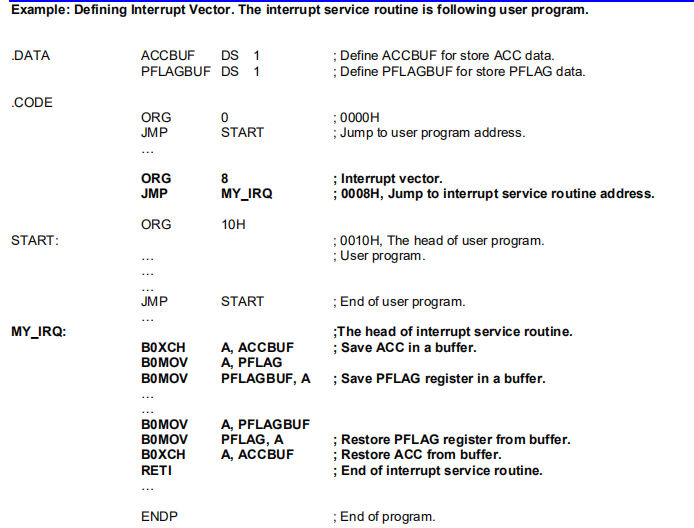 Example: Defining Interrupt Vector. The interrupt service routine is following user program.
.DATA ACCBUF DS 1 ; Define ACCBUF for store ACC data.
PFLAGBUF DS 1 ; Define PFLAGBUF for store PFLAG data.
.CODE
ORG 0 ; 0000H
JMP START ; Jump to user program address.
…
ORG 8 ; Interrupt vector.
JMP MY_IRQ ; 0008H, Jump to interrupt service routine address.
ORG 10H
START: ; 0010H, The head of user program.
… ; User program.
…
…
JMP START ; End of user program.
…
MY_IRQ: ;The head of interrupt service routine.
B0XCH A, ACCBUF ; Save ACC in a buffer.
B0MOV A, PFLAG
B0MOV PFLAGBUF, A ; Save PFLAG register in a buffer.
…
…
B0MOV A, PFLAGBUF
B0MOV PFLAG, A ; Restore PFLAG register from buffer.
B0XCH A, ACCBUF ; Restore ACC from buffer.
RETI ; End of interrupt service routine.
…
ENDP ; End of program.